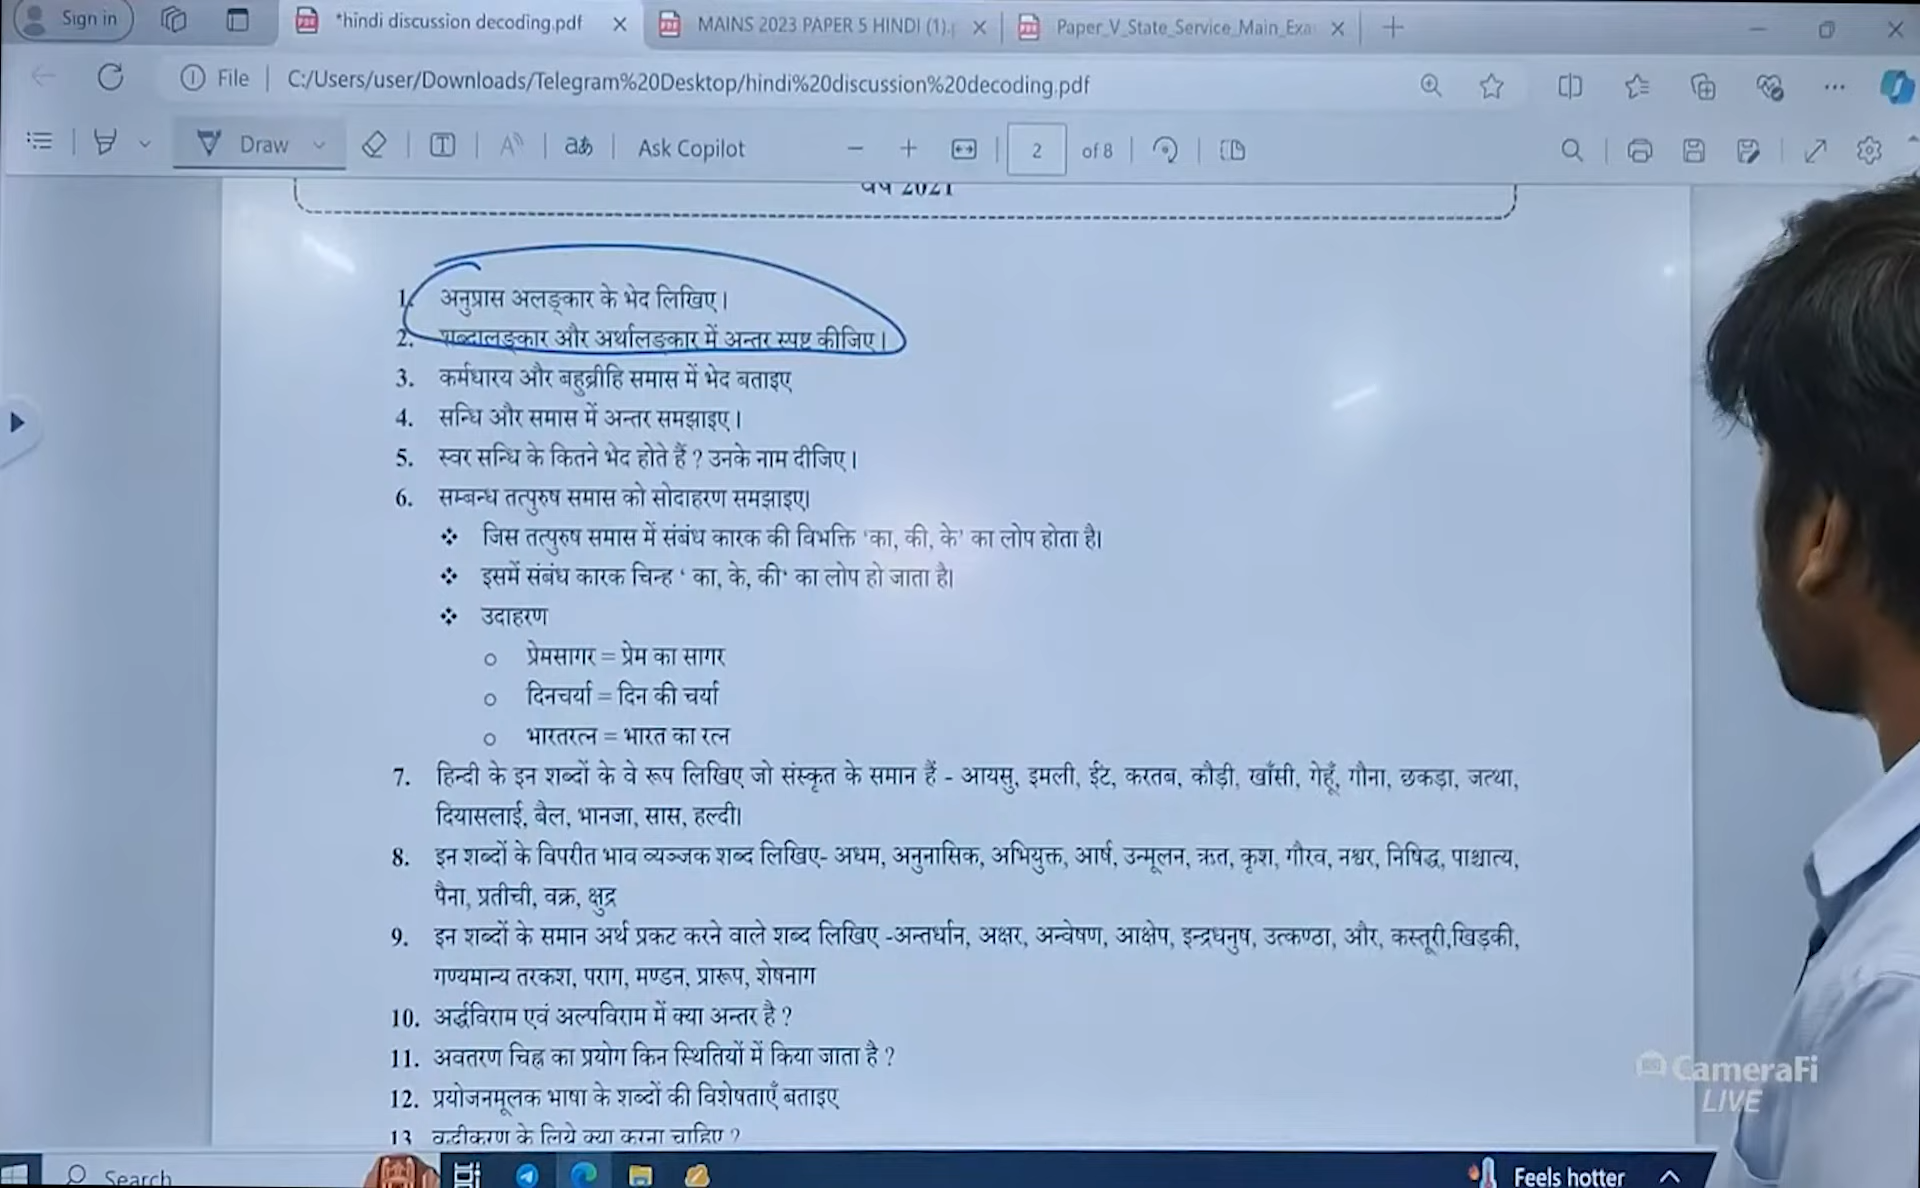 Sign in
*hindi discussion decoding.pdf
MAINS 2023 PAPER 5 HINDI (1).
Paper_V_State_Service_Main_Exa
File
C:/Users/user/Downloads/Telegram%20Desktop/hindi%20discussion%20decoding.pdf
Draw
Ask Copilot
2 of 8
वर्ष 2021
1. अनुप्रास अलङ्कार के भेद लिखिए।
2. शब्दालङ्कार और अर्थालङ्कार में अन्तर स्पष्ट कीजिए।
3. कर्मधारय और बहुब्रीहि समास में भेद बताइए
4. सन्धि और समास में अन्तर समझाइए।
5. स्वर सन्धि के कितने भेद होते हैं ? उनके नाम दीजिए।
6. सम्बन्ध तत्पुरुष समास को सोदाहरण समझाइए।
❖ जिस तत्पुरुष समास में संबंध कारक की विभक्ति 'का, की, के' का लोप होता है।
❖ इसमें संबंध कारक चिन्ह ' का, के, की' का लोप हो जाता है।
❖ उदाहरण
o प्रेमसागर = प्रेम का सागर
o दिनचर्या = दिन की चर्या
o भारतरत्न = भारत का रत्न
7. हिन्दी के इन शब्दों के वे रूप लिखिए जो संस्कृत के समान हैं - आयसु, इमली, ईंट, करतब, कौड़ी, खाँसी, गेहूँ, गौना, छकड़ा, जत्था,
दियासलाई, बैल, भानजा, सास, हल्दी।
8. इन शब्दों के विपरीत भाव व्यञ्जक शब्द लिखिए- अधम, अनुनासिक, अभियुक्त, आर्ष, उन्मूलन, ऋत, कृश, गौरव, नश्वर, निषिद्ध, पाश्चात्य,
पैना, प्रतीची, वक्र, क्षुद्र
9. इन शब्दों के समान अर्थ प्रकट करने वाले शब्द लिखिए -अन्तर्धान, अक्षर, अन्वेषण, आक्षेप, इन्द्रधनुष, उत्कण्ठा, और, कस्तूरी,खिड़की,
गण्यमान्य तरकश, पराग, मण्डन, प्रारूप, शेषनाग
10. अर्द्धविराम एवं अल्पविराम में क्या अन्तर है ?
11. अवतरण चिह्न का प्रयोग किन स्थितियों में किया जाता है ?
12. प्रयोजनमूलक भाषा के शब्दों की विशेषताएँ बताइए
13 के लिये क्या करना चाहिए ?
CameraFi
LIVE
Search
Feels hotter